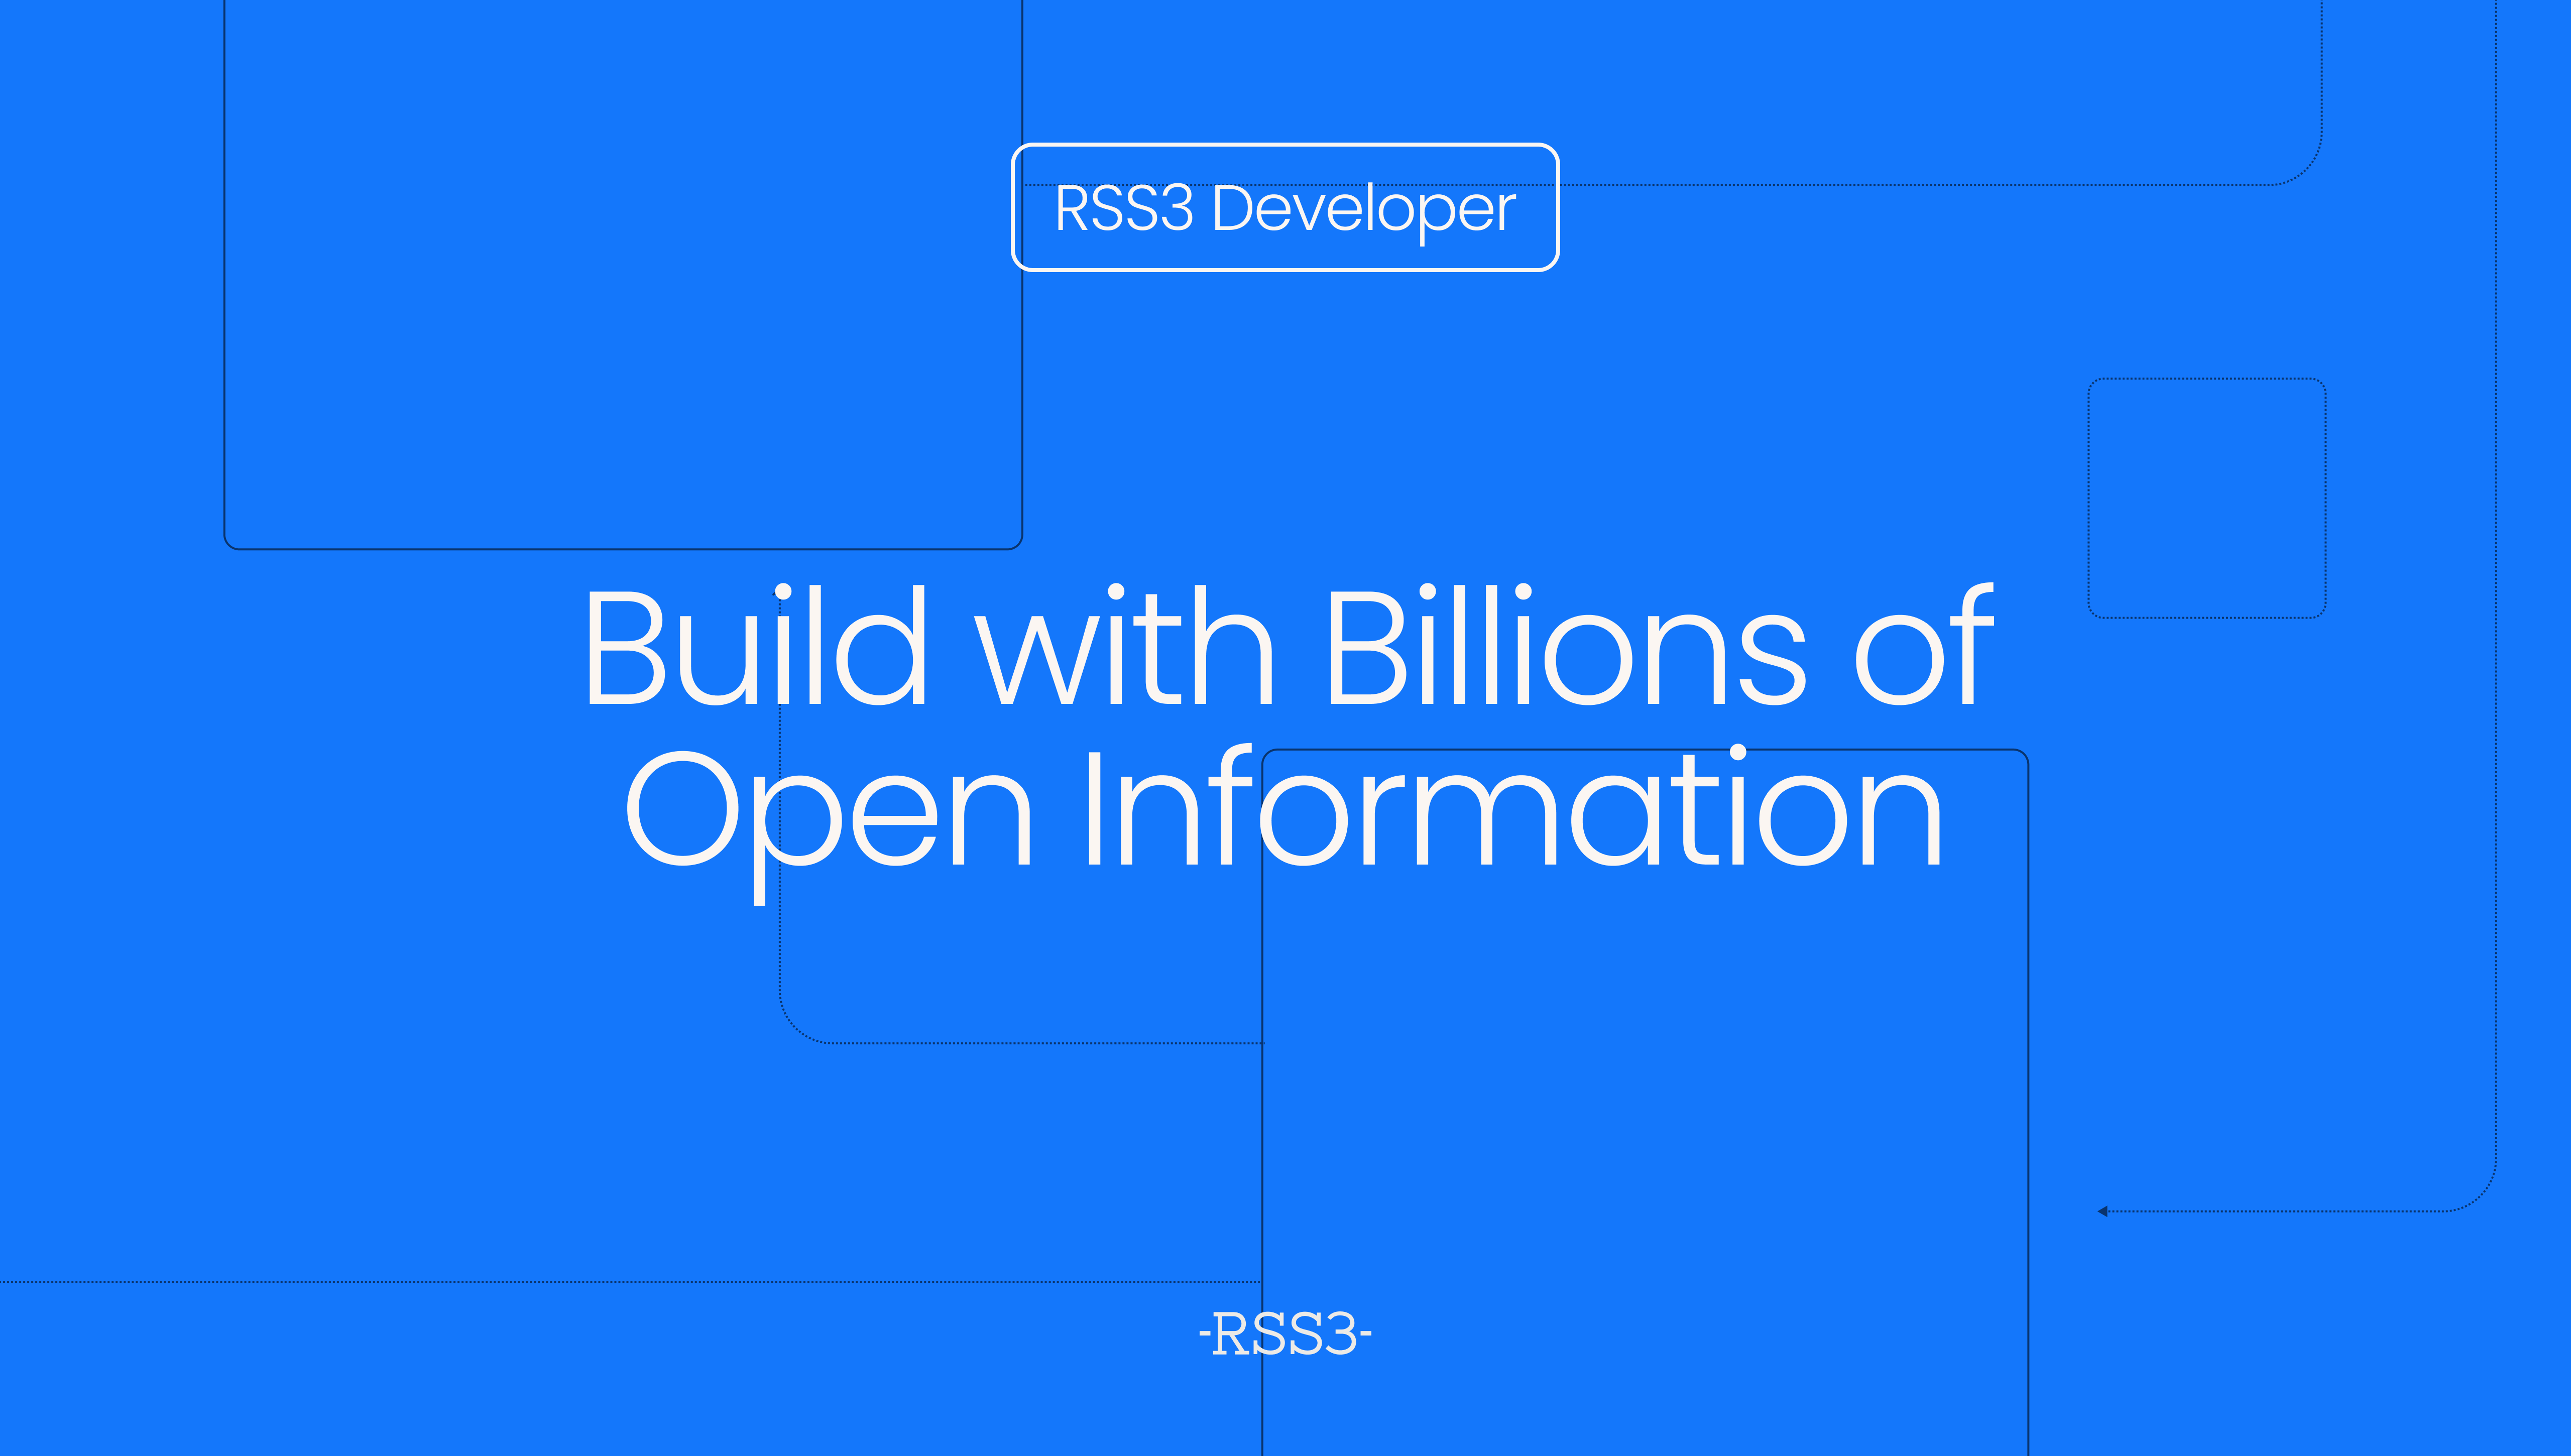 RSS3 Developer
Build with Billions of
Open Information
-RSS3-